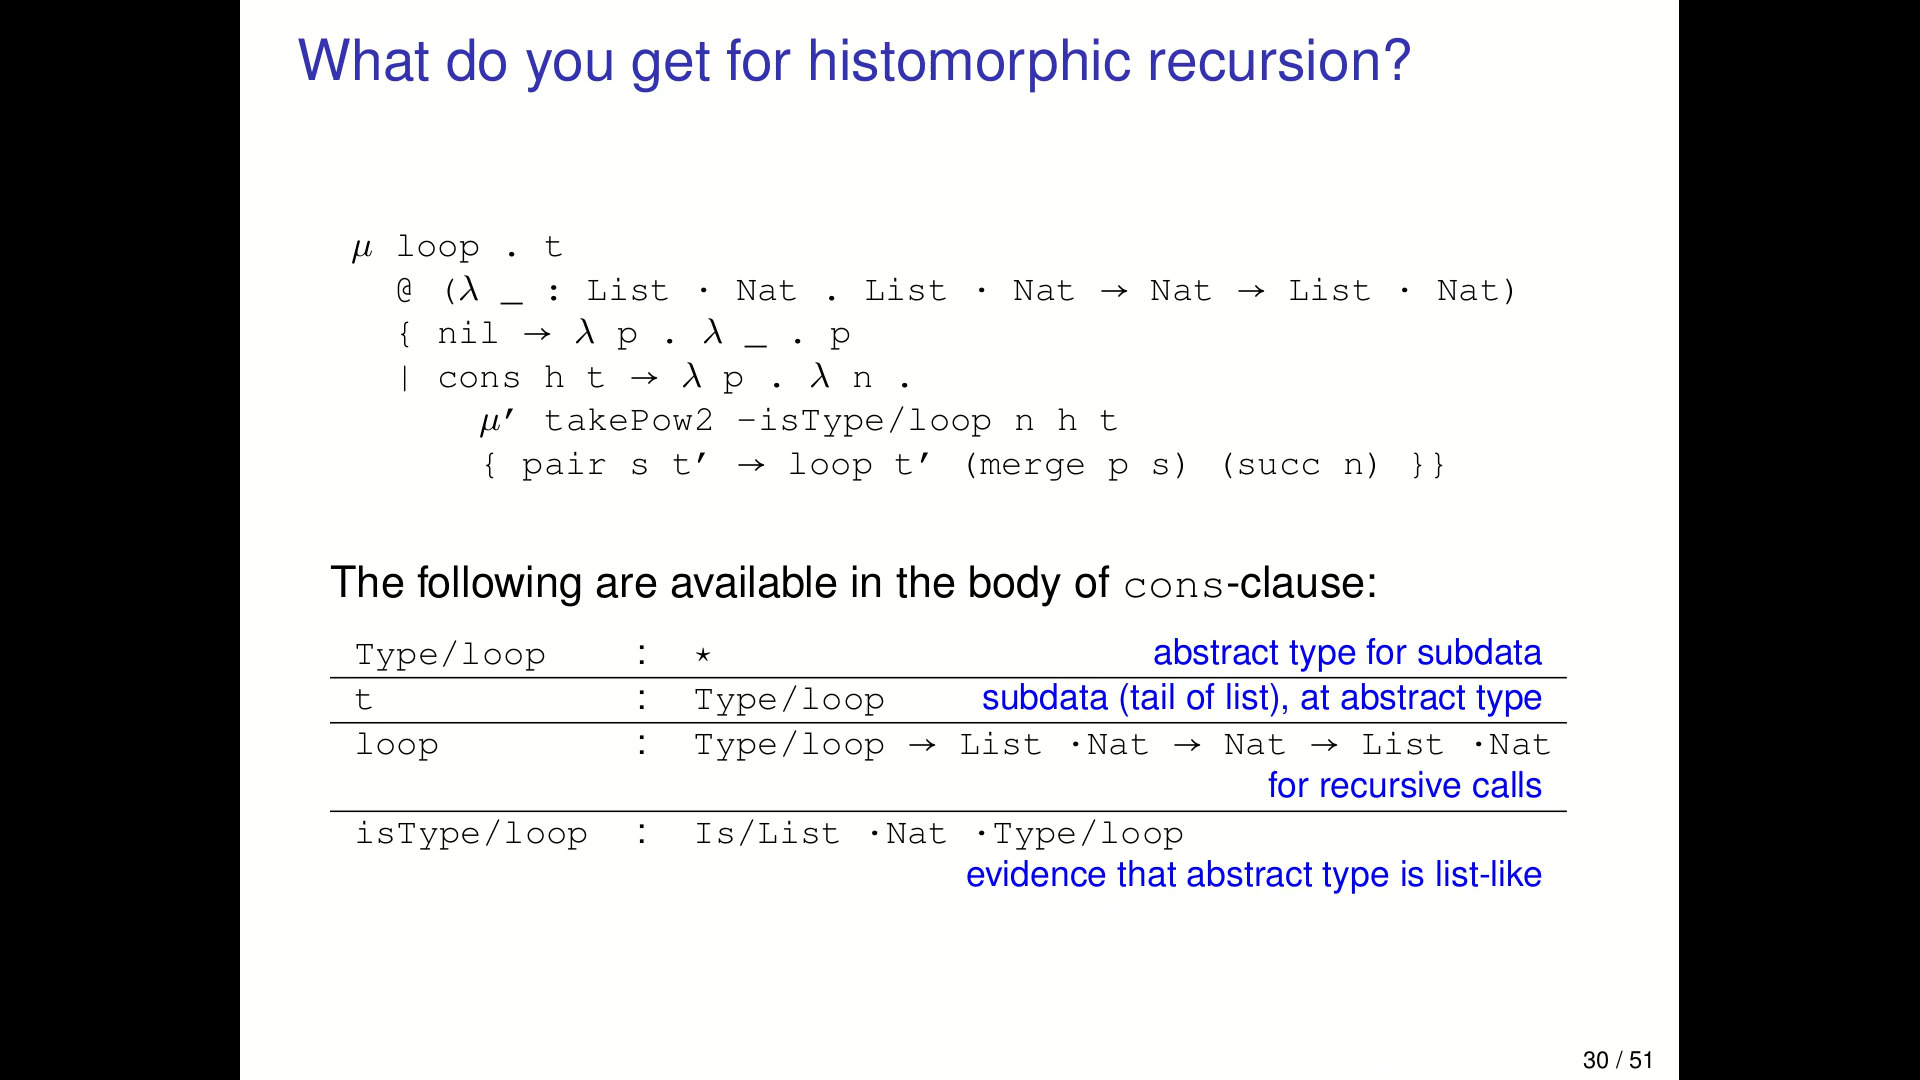 What do you get for histomorphic recursion?
μ loop . t
@ (λ _ : List · Nat . List · Nat → Nat → List · Nat)
{ nil → λ p . λ _ . p
| cons h t → λ p . λ n .
μ′ takePow2 -isType/loop n h t
{ pair s t′ → loop t′ (merge p s) (succ n) }}
The following are available in the body of cons-clause:
Type/loop : ⋆ abstract type for subdata
t : Type/loop subdata (tail of list), at abstract type
loop : Type/loop → List ·Nat → Nat → List ·Nat
for recursive calls
isType/loop : Is/List ·Nat ·Type/loop
evidence that abstract type is list-like
30 / 51